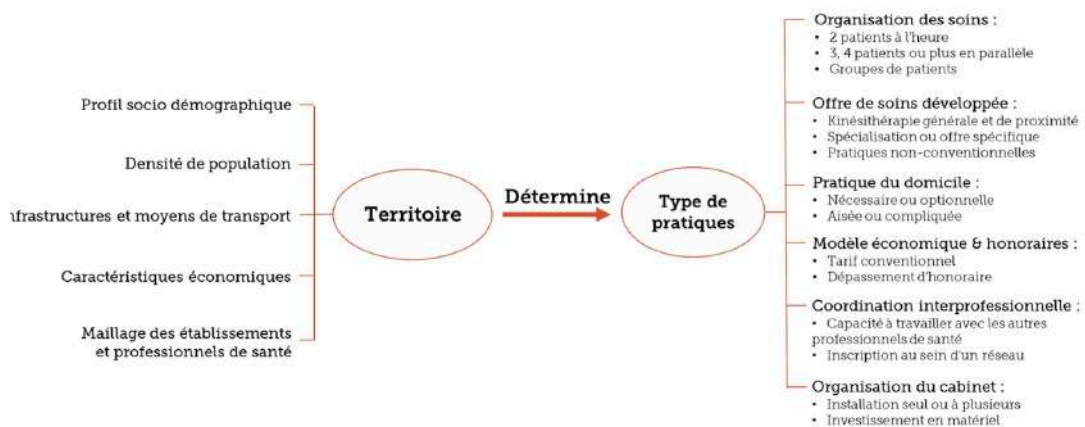 Profil socio démographique
Densité de population
nfrastructures et moyens de transport
Caractéristiques économiques
Maillage des établissements
et professionnels de santé
Territoire
Détermine
Type de
pratiques
Organisation des soins :
• 2 patients à l'heure
• 3, 4 patients ou plus en parallèle
• Groupes de patients
Offre de soins développée :
• Kinésithérapie générale et de proximité
• Spécialisation ou offre spécifique
• Pratiques non-conventionnelles
Pratique du domicile :
• Nécessaire ou optionnelle
• Aisée ou compliquée
Modèle économique & honoraires :
• Tarif conventionnel
• Dépassement d'honoraire
Coordination interprofessionnelle :
• Capacité à travailler avec les autres
professionnels de santé
• Inscription au sein d'un réseau
Organisation du cabinet :
• Installation seul ou à plusieurs
• Investissement en matériel